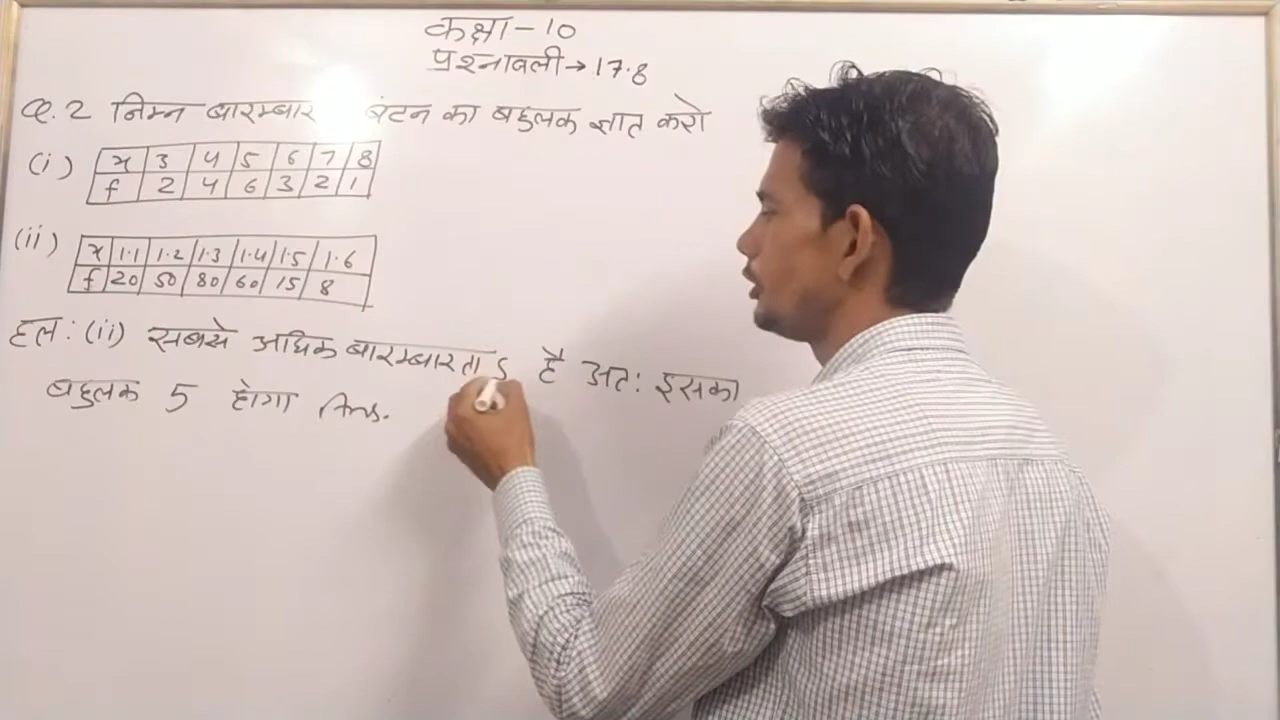 कक्षा-10
प्रश्नावली→17.8
Q.2 निम्न बारम्बार बंटन का बहुलक ज्ञात करो
(i) x 3 4 5 6 7 8
f 2 4 6 3 2 1
(ii) x 1.1 1.2 1.3 1.4 1.5 1.6
f 20 50 80 60 15 8
हल: (ii) सबसे अधिक बारम्बारता है अत: इसका
बहुलक 5 होगा Ans.